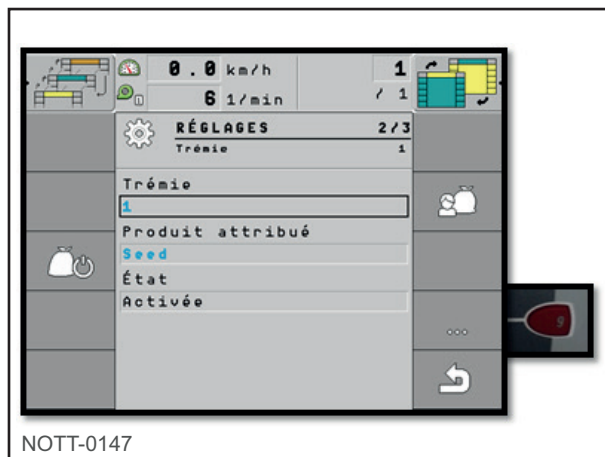 0.0 km/h
1
6 1/min
/ 1
RÉGLAGES 2/3
Trémie 1
Trémie
1
Produit attribué
Seed
État
Activée
...
9
NOTT-0147